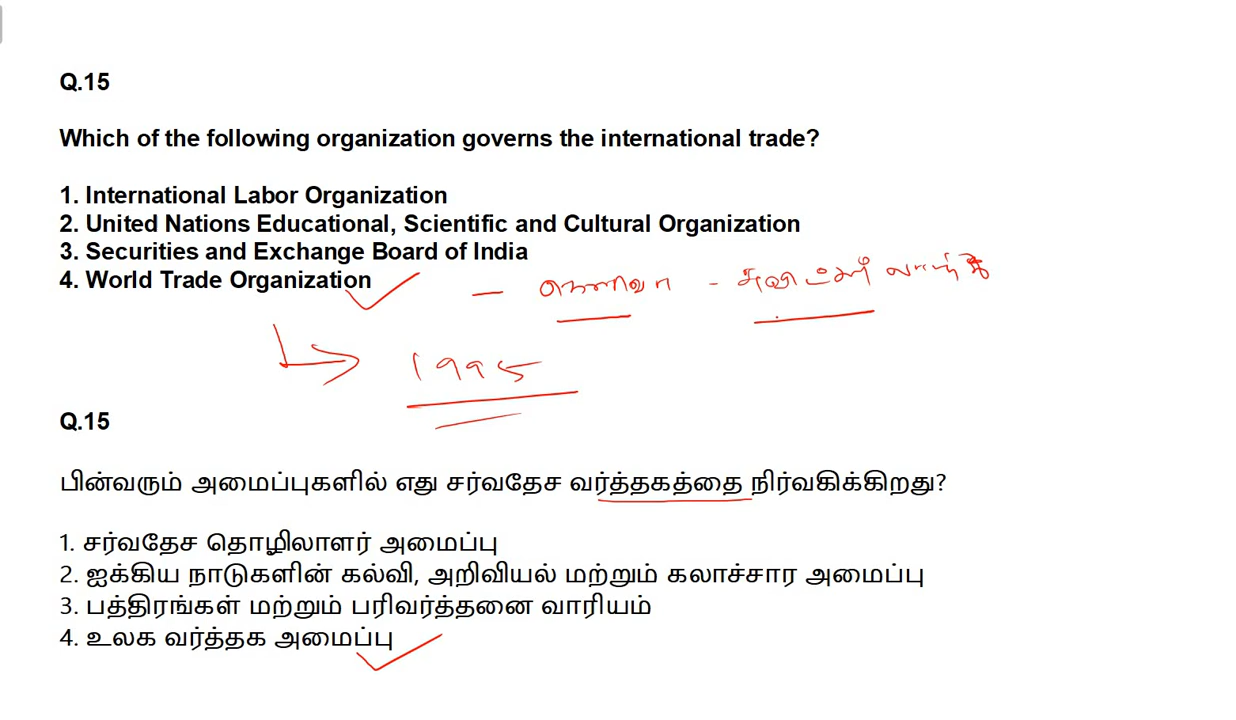 Q.15
Which of the following organization governs the international trade?
1. International Labor Organization
2. United Nations Educational, Scientific and Cultural Organization
3. Securities and Exchange Board of India
4. World Trade Organization
1995
Q.15
பின்வரும் அமைப்புகளில் எது சர்வதேச வர்த்தகத்தை நிர்வகிக்கிறது?
1. சர்வதேச தொழிலாளர் அமைப்பு
2. ஐக்கிய நாடுகளின் கல்வி, அறிவியல் மற்றும் கலாச்சார அமைப்பு
3. பத்திரங்கள் மற்றும் பரிவர்த்தனை வாரியம்
4. உலக வர்த்தக அமைப்பு